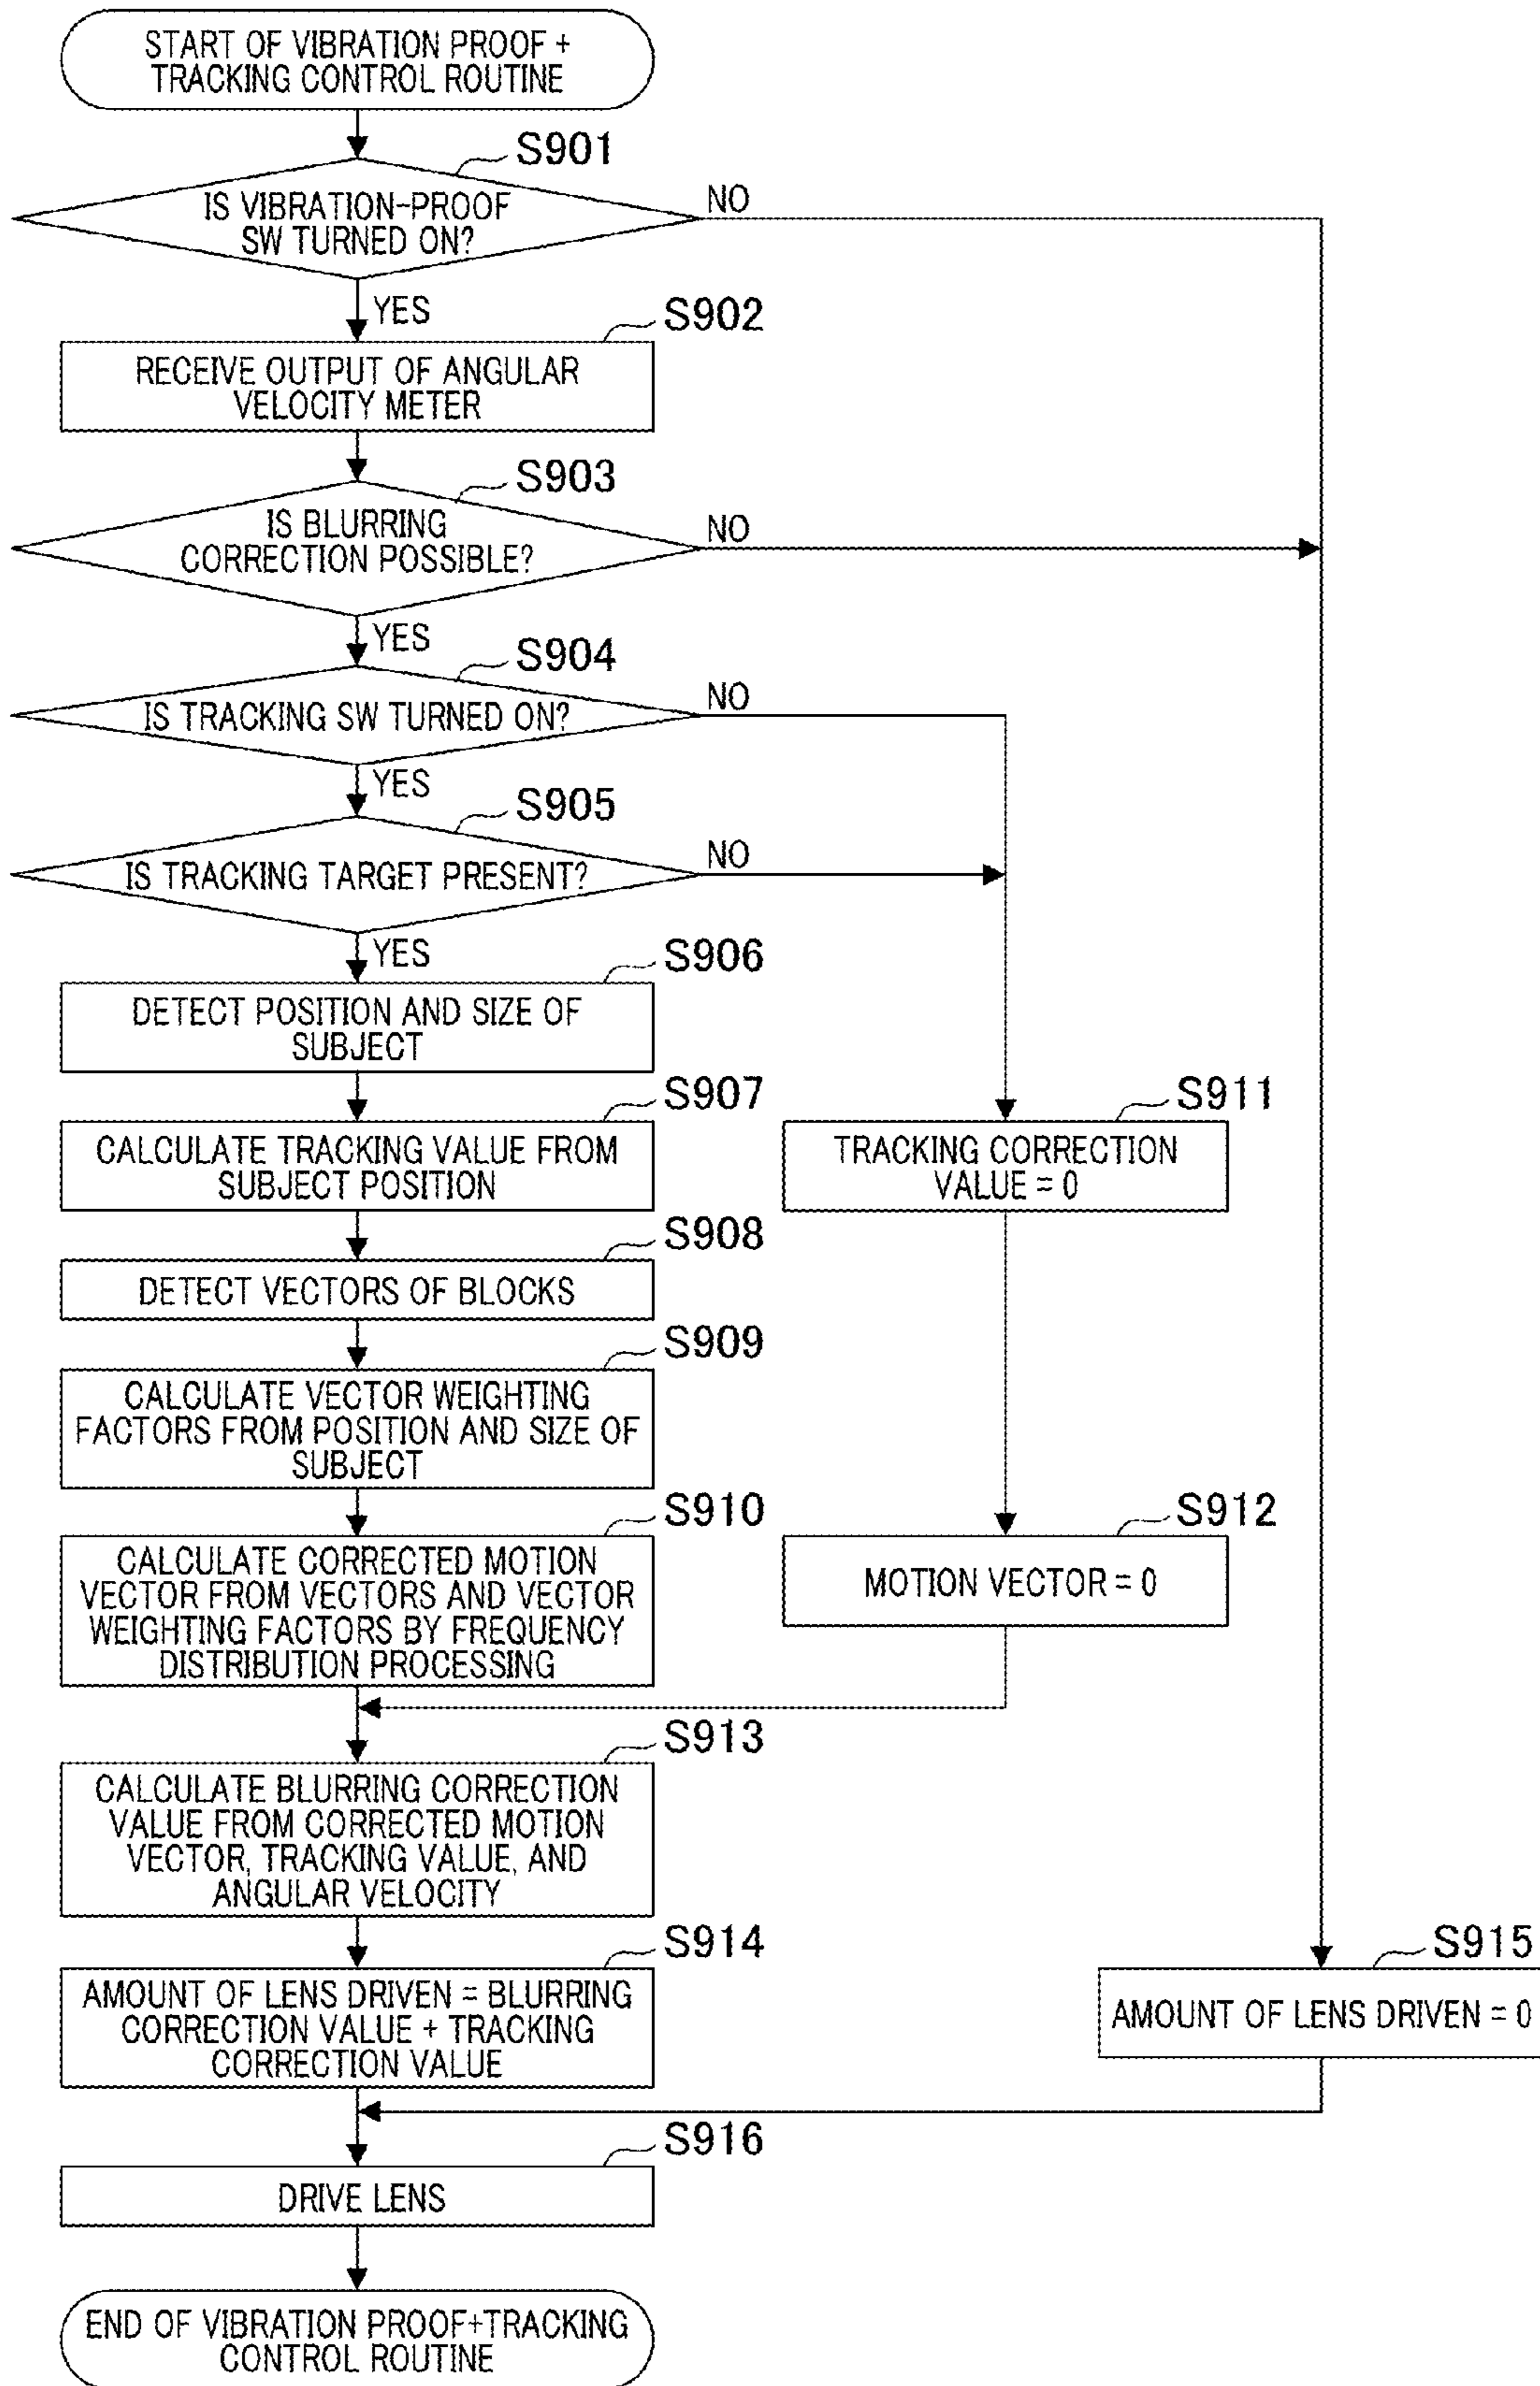 START OF VIBRATION PROOF +
TRACKING CONTROL ROUTINE
S901
IS VIBRATION-PROOF
SW TURNED ON?
NO
YES
S902
RECEIVE OUTPUT OF ANGULAR
VELOCITY METER
S903
IS BLURRING
CORRECTION POSSIBLE?
NO
YES
S904
IS TRACKING SW TURNED ON?
NO
YES
S905
IS TRACKING TARGET PRESENT?
NO
YES
S906
DETECT POSITION AND SIZE OF
SUBJECT
S907
CALCULATE TRACKING VALUE FROM
SUBJECT POSITION
S911
TRACKING CORRECTION
VALUE = 0
S908
DETECT VECTORS OF BLOCKS
S909
CALCULATE VECTOR WEIGHTING
FACTORS FROM POSITION AND SIZE OF
SUBJECT
S910
CALCULATE CORRECTED MOTION
VECTOR FROM VECTORS AND VECTOR
WEIGHTING FACTORS BY FREQUENCY
DISTRIBUTION PROCESSING
S912
MOTION VECTOR = 0
S913
CALCULATE BLURRING CORRECTION
VALUE FROM CORRECTED MOTION
VECTOR, TRACKING VALUE, AND
ANGULAR VELOCITY
S914
AMOUNT OF LENS DRIVEN = BLURRING
CORRECTION VALUE + TRACKING
CORRECTION VALUE
S915
AMOUNT OF LENS DRIVEN = 0
S916
DRIVE LENS
END OF VIBRATION PROOF+TRACKING
CONTROL ROUTINE